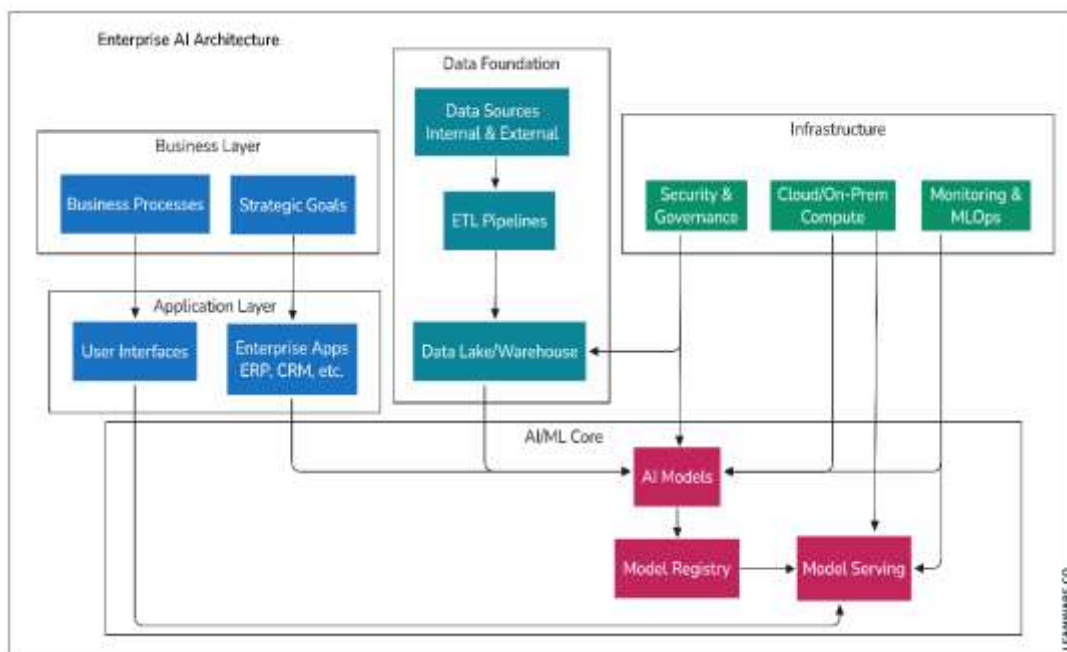 Enterprise AI Architecture
Data Foundation
Data Sources
Internal & External
ETL Pipelines
Data Lake/Warehouse
Business Layer
Business Processes
Strategic Goals
Application Layer
User Interfaces
Enterprise Apps
ERP, CRM, etc.
Infrastructure
Security &
Governance
Cloud/On-Prem
Compute
Monitoring &
MLOps
AI/ML Core
AI Models
Model Registry
Model Serving